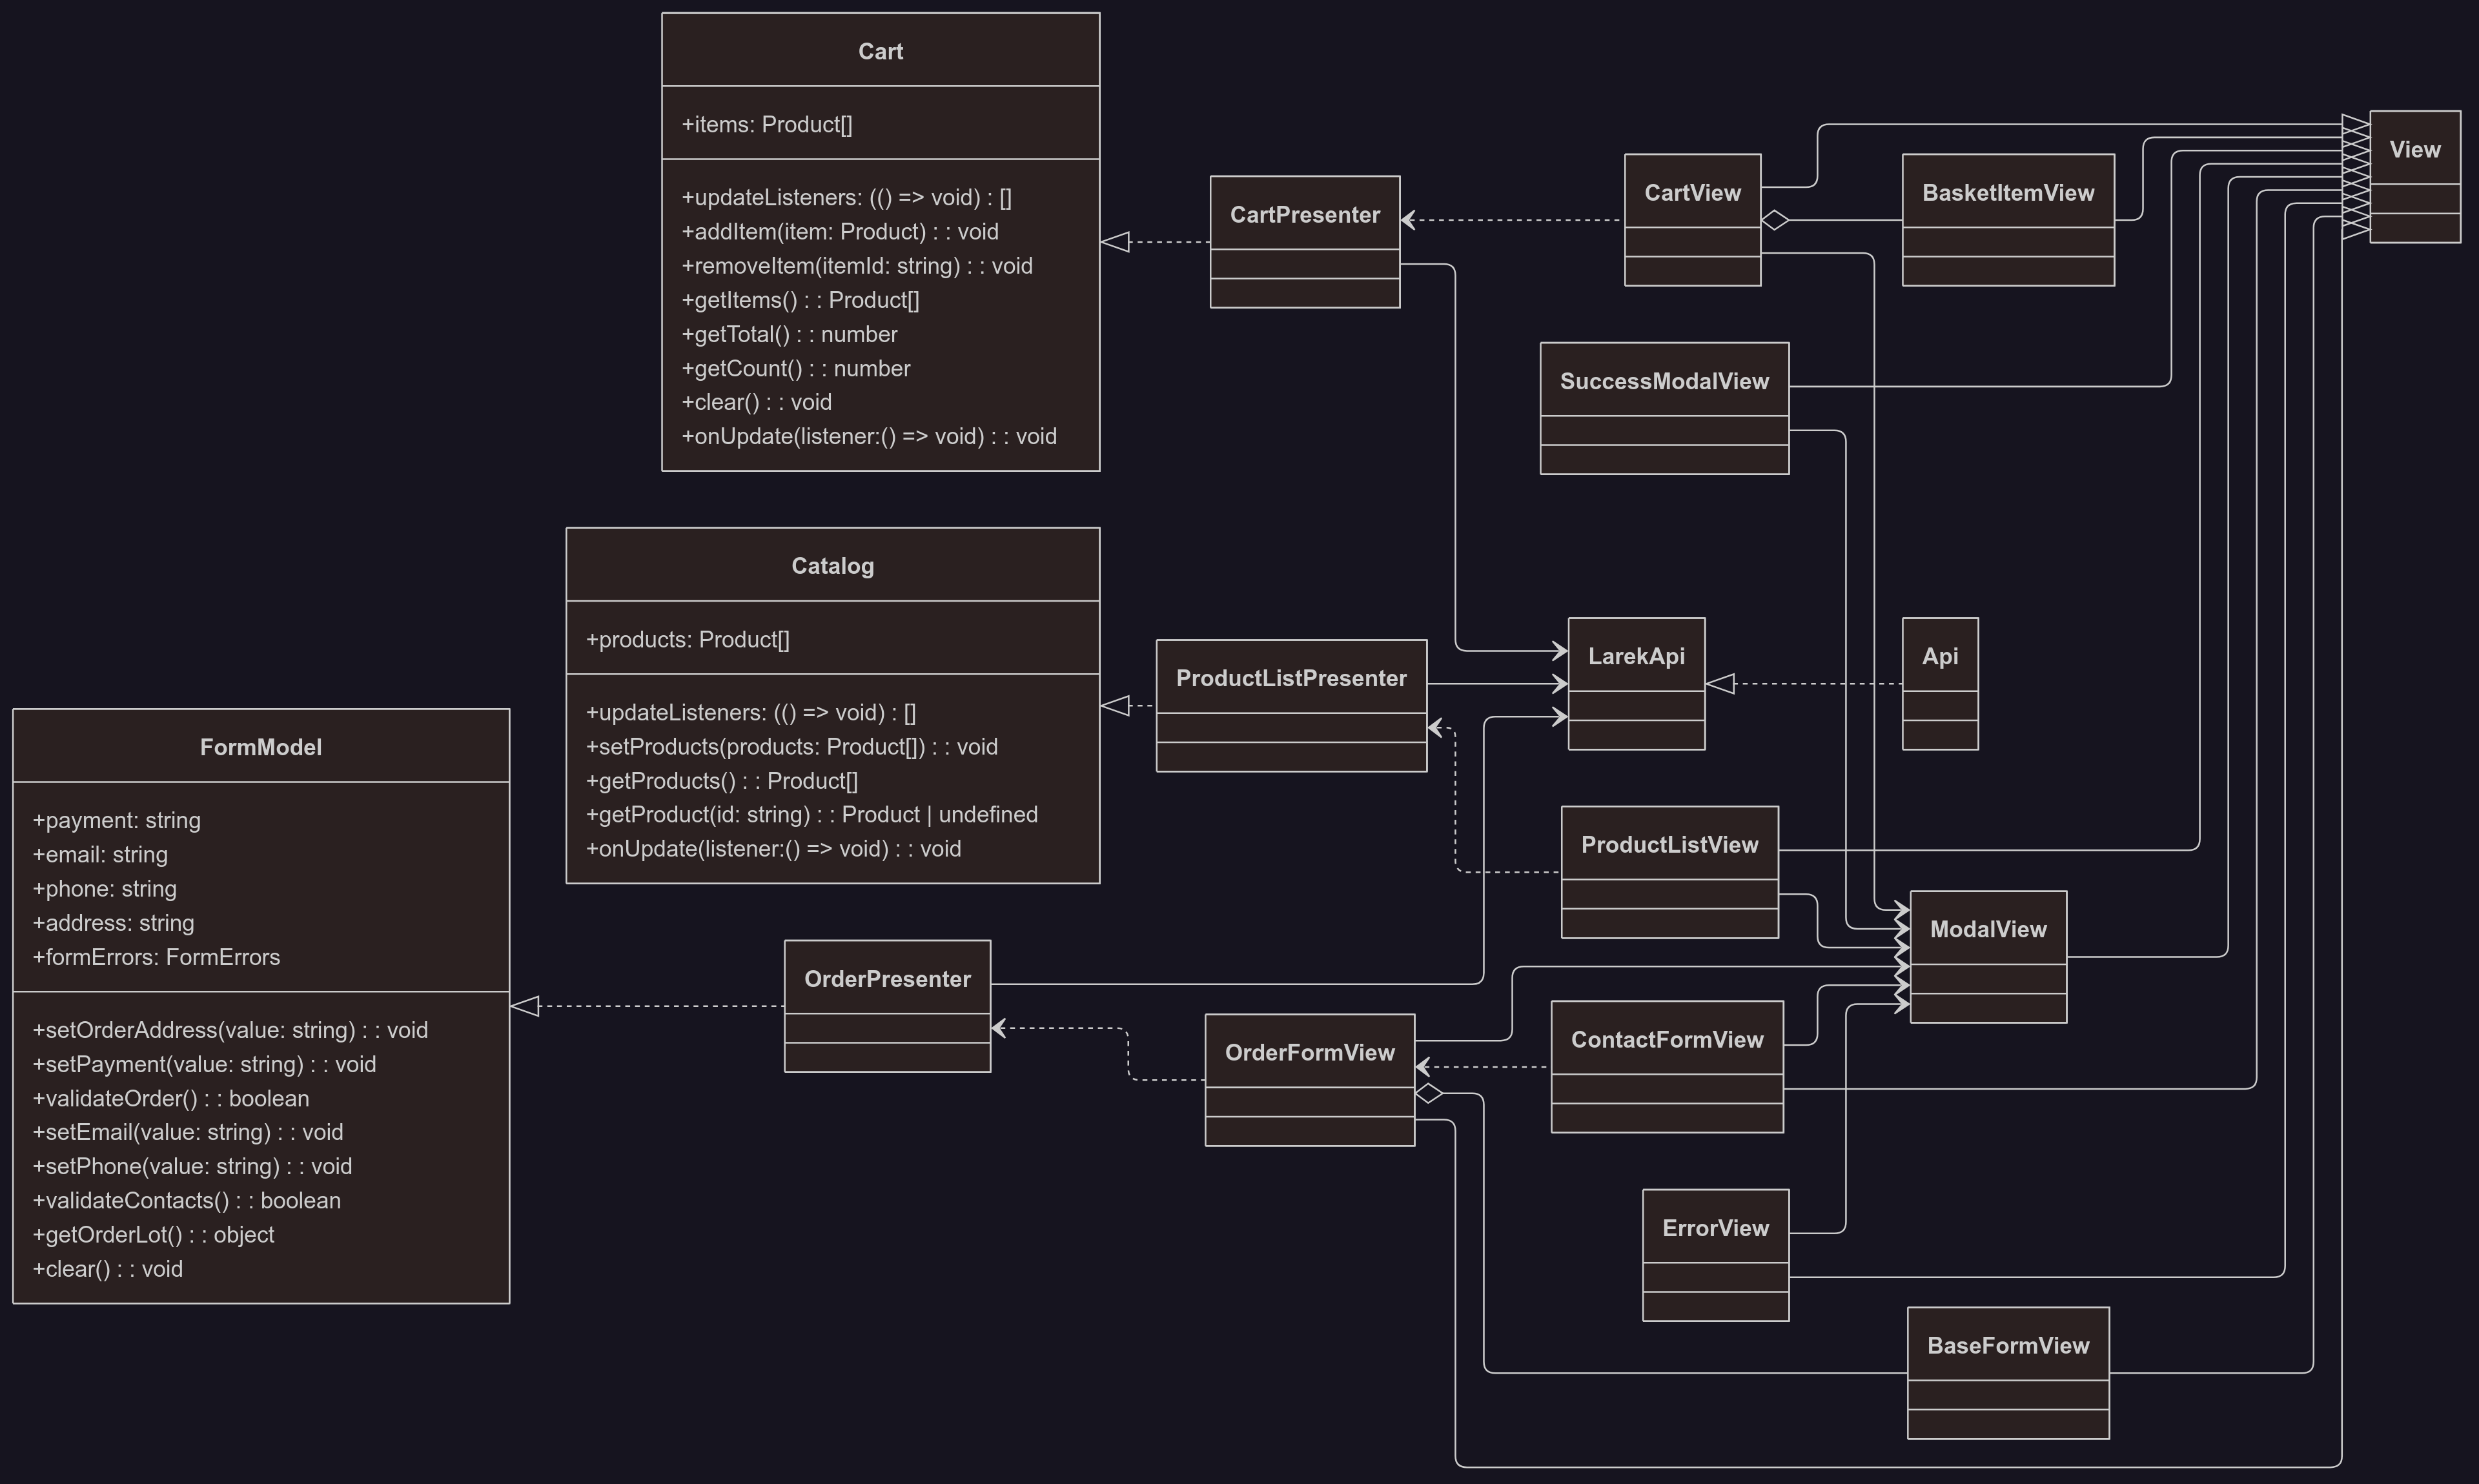 Cart
+items: Product[]
+updateListeners: (() => void) : []
+addItem(item: Product) : : void
+removeItem(itemId: string) : : void
+getItems() : : Product[]
+getTotal() : : number
+getCount() : : number
+clear() : : void
+onUpdate(listener:() => void) : : void
CartPresenter
CartView
BasketItemView
View
SuccessModalView
Catalog
+products: Product[]
+updateListeners: (() => void) : []
+setProducts(products: Product[]) : : void
+getProducts() : : Product[]
+getProduct(id: string) : : Product | undefined
+onUpdate(listener:() => void) : : void
ProductListPresenter
LarekApi
Api
FormModel
+payment: string
+email: string
+phone: string
+address: string
+formErrors: FormErrors
+setOrderAddress(value: string) : : void
+setPayment(value: string) : : void
+validateOrder() : : boolean
+setEmail(value: string) : : void
+setPhone(value: string) : : void
+validateContacts() : : boolean
+getOrderLot() : : object
+clear() : : void
ProductListView
ModalView
OrderPresenter
OrderFormView
ContactFormView
ErrorView
BaseFormView